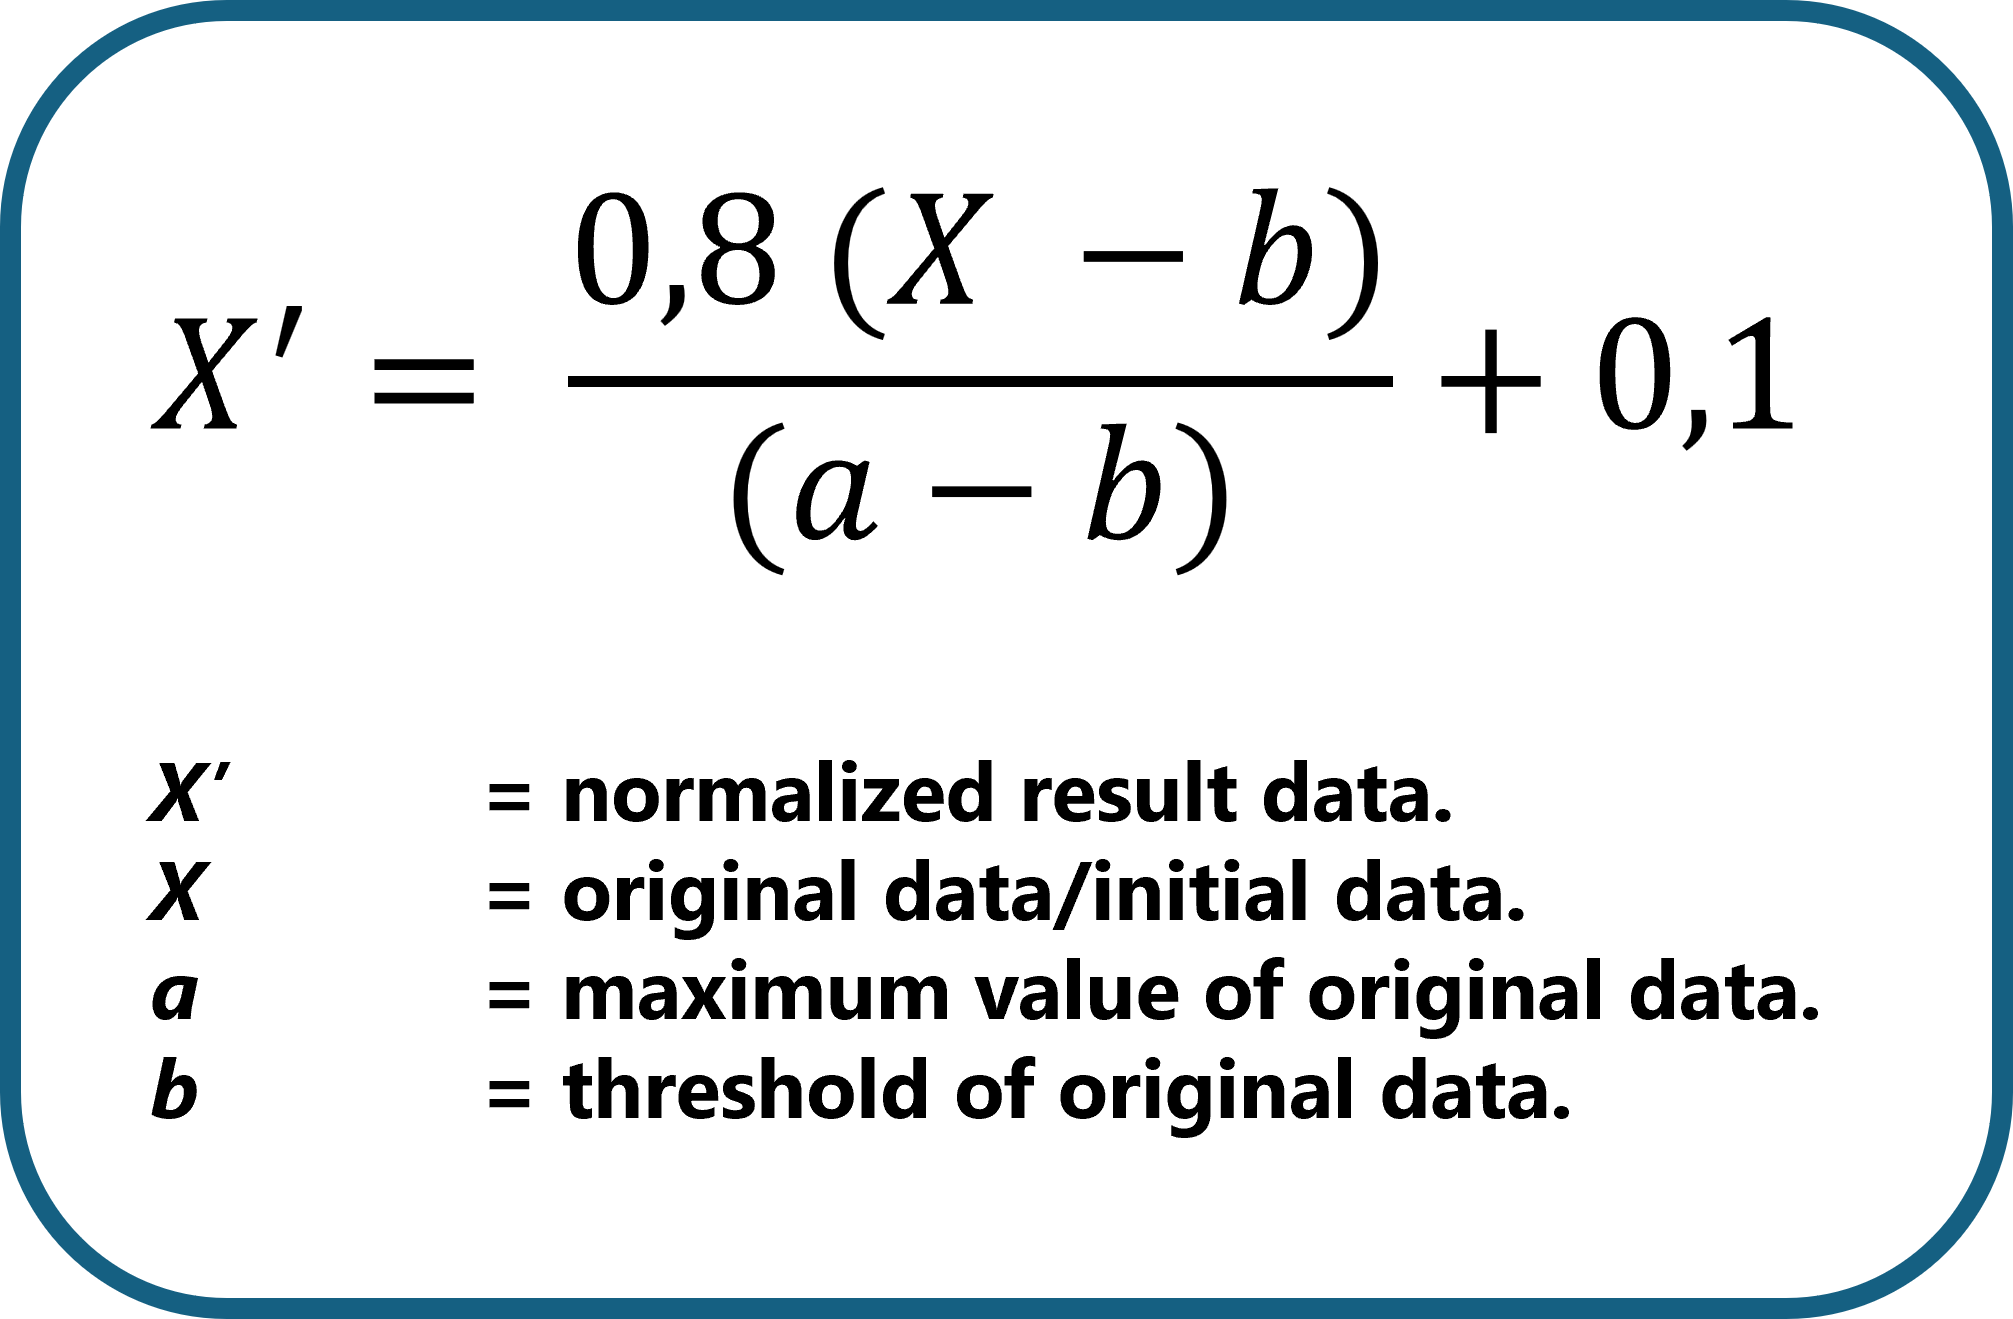 X′ = 0,8 (X − b) / (a − b) + 0,1
X′ = normalized result data.
X = original data/initial data.
a = maximum value of original data.
b = threshold of original data.